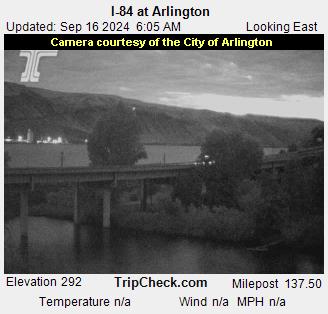 I-84 at Arlington
Updated: Sep 16 2024 6:05 AM Looking East
Camera courtesy of the City of Arlington
Elevation 292 TripCheck.com Milepost 137.50
Temperature n/a Wind n/a MPH n/a